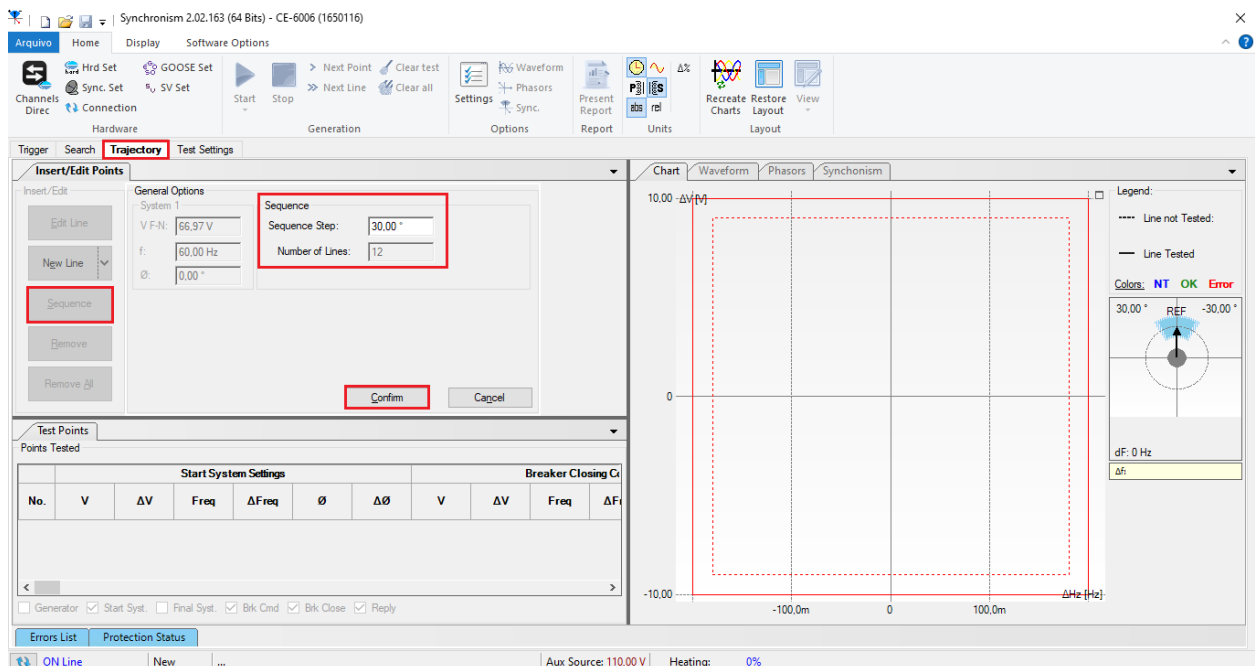 Synchronism 2.02.163 (64 Bits) - CE-6006 (1650116)
Arquivo Home Display Software Options
Hrd Set GOOSE Set
Sync. Set SV Set
Connection
Channels Direc
Hardware
Start Stop
Next Point Clear test
Next Line Clear all
Generation
Settings
Waveform
Phasors
Sync.
Options
Present Report
Report
Δ%
abs rel
Units
Recreate Charts
Restore Layout
View
Layout
Trigger Search Trajectory Test Settings
Insert/Edit Points
Insert/Edit
Edit Line
New Line
Sequence
Remove
Remove All
General Options
System 1
V F-N: 66,97 V
f: 60,00 Hz
Ø: 0,00 °
Sequence
Sequence Step: 30,00 °
Number of Lines: 12
Confirm Cancel
Test Points
Points Tested
Start System Settings Breaker Closing
No. V ΔV Freq ΔFreq Ø ΔØ V ΔV Freq
Generator Start Syst. Final Syst. Brk Cmd Brk Close Reply
Chart Waveform Phasors Synchonism
10,00 ΔV[V]
0
-10,00
-100,0m 0 100,0m
ΔHz [Hz]
Legend:
Line not Tested:
Line Tested
Colors: NT OK Error
30,00 ° REF -30,00 °
dF: 0 Hz
Δf:
Errors List Protection Status
ON Line New ... Aux Source: 110,00 V Heating: 0%